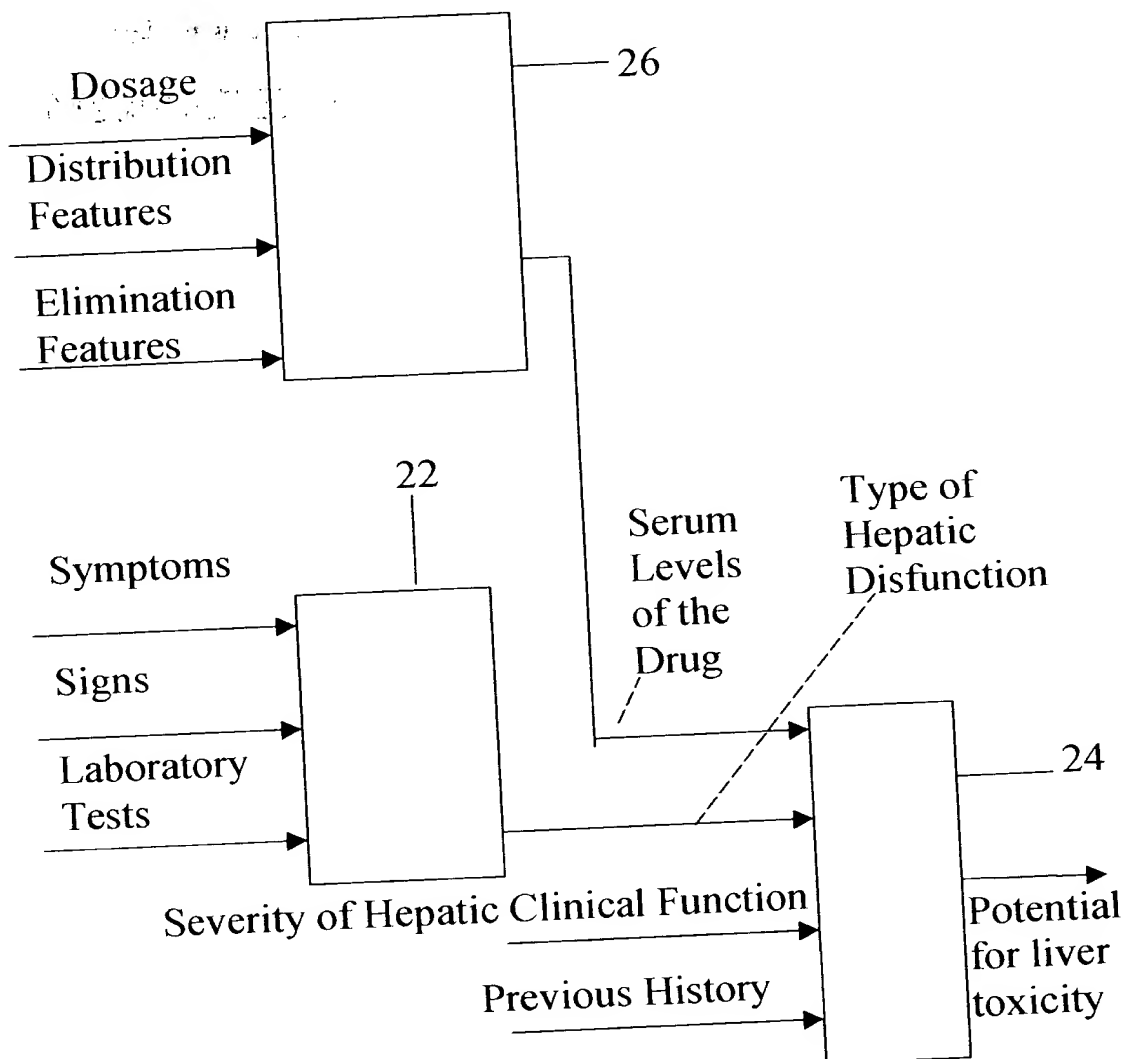 Dosage
26
Distribution
Features
Elimination
Features
22
Symptoms
Signs
Laboratory
Tests
Serum
Levels
of the
Drug
Type of
Hepatic
Disfunction
24
Severity of Hepatic Clinical Function
Previous History
Potential
for liver
toxicity